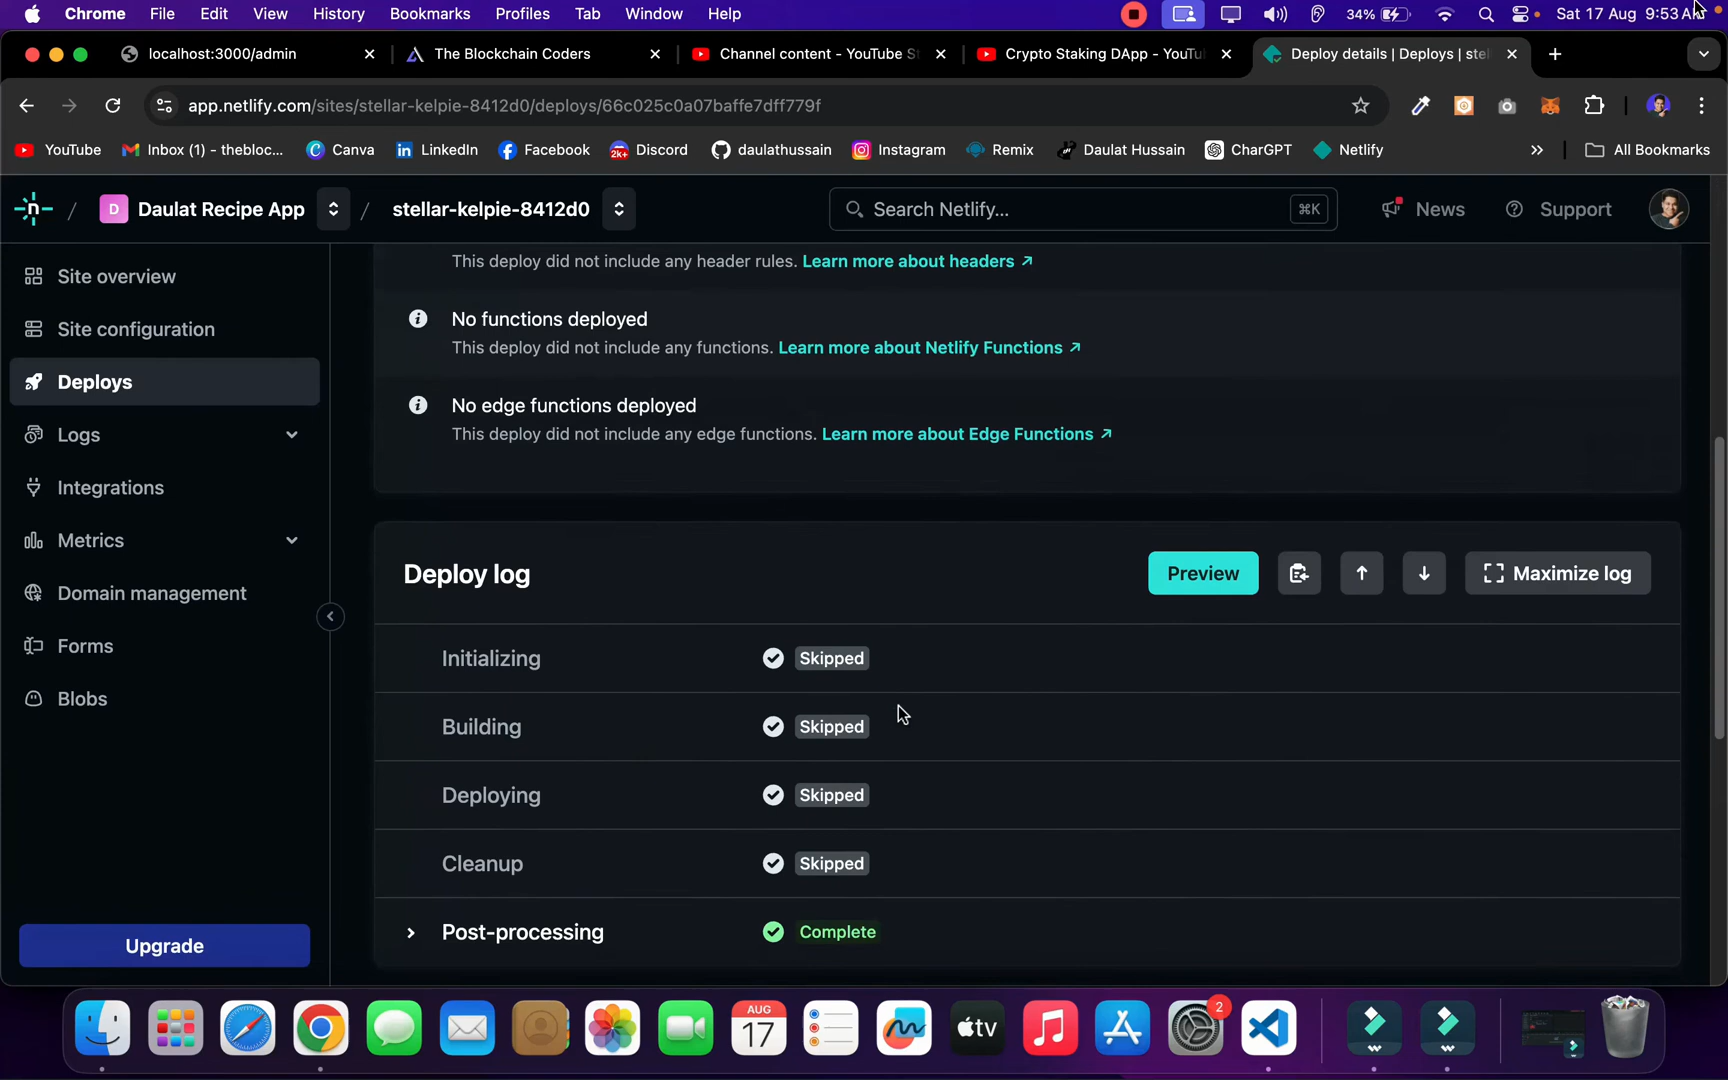 Chrome File Edit View History Bookmarks Profiles Tab Window Help 34% Sat 17 Aug 9:53 AM
localhost:3000/admin The Blockchain Coders Channel content - YouTube St Crypto Staking DApp - YouTu Deploy details | Deploys | stel
app.netlify.com/sites/stellar-kelpie-8412d0/deploys/66c025c0a07baffe7dff779f
YouTube Inbox (1) - thebloc... Canva LinkedIn Facebook 2k+ Discord daulathussain Instagram Remix Daulat Hussain CharGPT Netlify » All Bookmarks
n / D Daulat Recipe App / stellar-kelpie-8412d0 Search Netlify... ⌘K News Support
Site overview
Site configuration
Deploys
Logs
Integrations
Metrics
Domain management
Forms
Blobs
Upgrade
This deploy did not include any header rules. Learn more about headers ↗
No functions deployed
This deploy did not include any functions. Learn more about Netlify Functions ↗
No edge functions deployed
This deploy did not include any edge functions. Learn more about Edge Functions ↗
Deploy log Preview Maximize log
Initializing Skipped
Building Skipped
Deploying Skipped
Cleanup Skipped
Post-processing Complete
AUG
17
tv
2